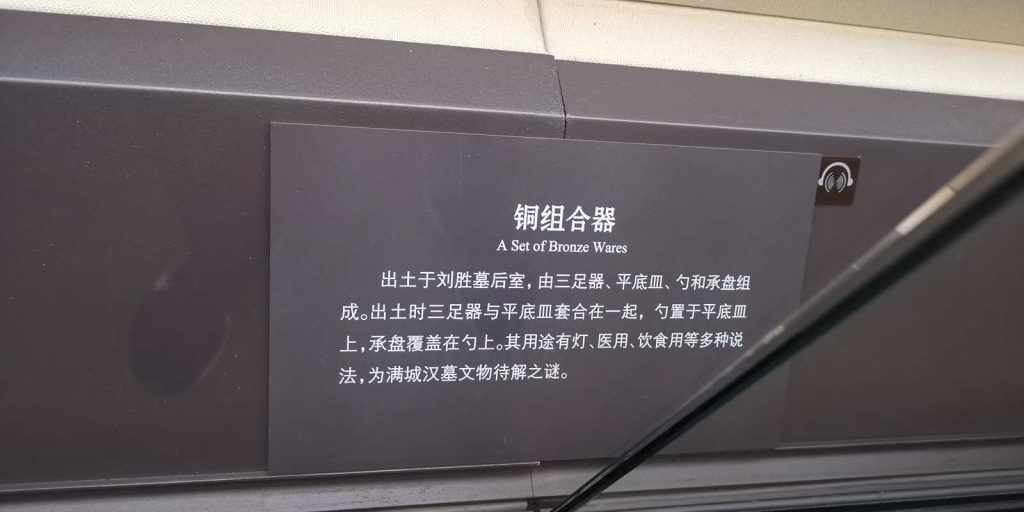 铜组合器
A Set of Bronze Wares
出土于刘胜墓后室，由三足器、平底皿、勺和承盘组
成。出土时三足器与平底皿套合在一起，勺置于平底皿
上，承盘覆盖在勺上。其用途有灯、医用、饮食用等多种说
法，为满城汉墓文物待解之谜。